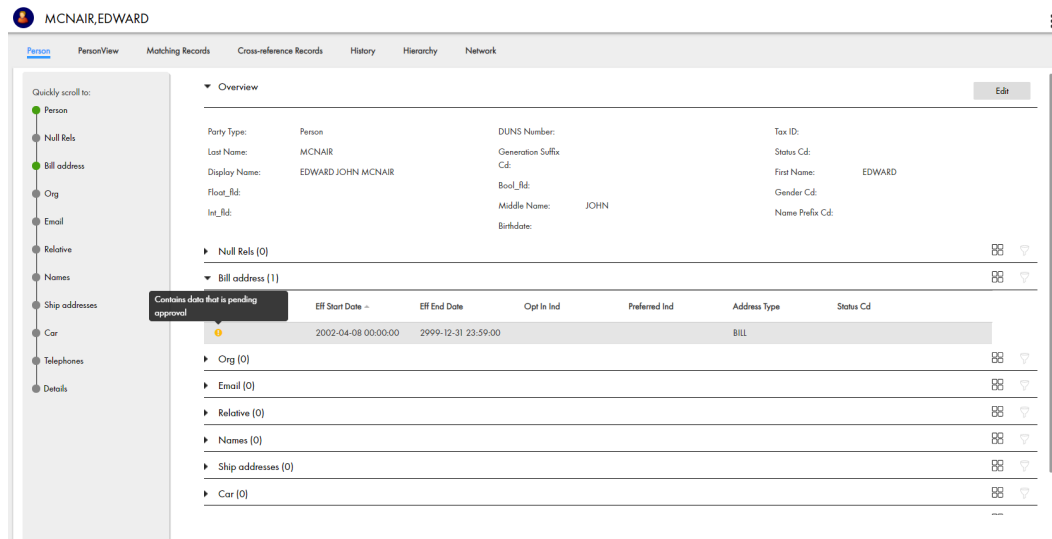 MCNAIR,EDWARD
Person PersonView Matching Records Cross-reference Records History Hierarchy Network
Quickly scroll to:
Person
Null Rels
Bill address
Org
Email
Relative
Names
Ship addresses
Car
Telephones
Details
Overview
Edit
Party Type: Person
Last Name: MCNAIR
Display Name: EDWARD JOHN MCNAIR
Float_fld:
Int_fld:
DUNS Number:
Generation Suffix
Cd:
Bool_fld:
Middle Name: JOHN
Birthdate:
Tax ID:
Status Cd:
First Name: EDWARD
Gender Cd:
Name Prefix Cd:
Null Rels (0)
Bill address (1)
Contains data that is pending
approval
Eff Start Date Eff End Date Opt In Ind Preferred Ind Address Type Status Cd
2002-04-08 00:00:00 2999-12-31 23:59:00 BILL
Org (0)
Email (0)
Relative (0)
Names (0)
Ship addresses (0)
Car (0)